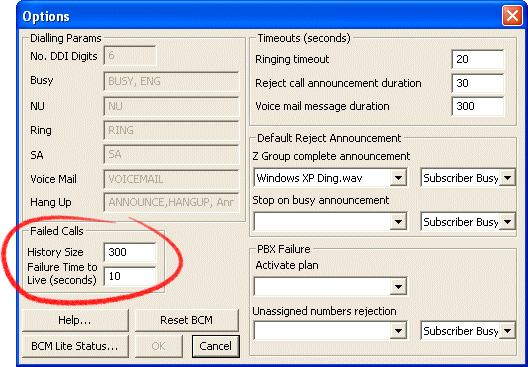 Options
Dialling Params
No. DDI Digits 6
Busy BUSY, ENG
NU NU
Ring RING
SA SA
Voice Mail VOICEMAIL
Hang Up ANNOUNCE,HANGUP, Anr
Failed Calls
History Size 300
Failure Time to
Live (seconds) 10
Help... Reset BCM
BCM Lite Status... OK Cancel
Timeouts (seconds)
Ringing timeout 20
Reject call announcement duration 30
Voice mail message duration 300
Default Reject Announcement
Z Group complete announcement
Windows XP Ding.wav Subscriber Busy
Stop on busy announcement
Subscriber Busy
PBX Failure
Activate plan
Unassigned numbers rejection
Subscriber Busy